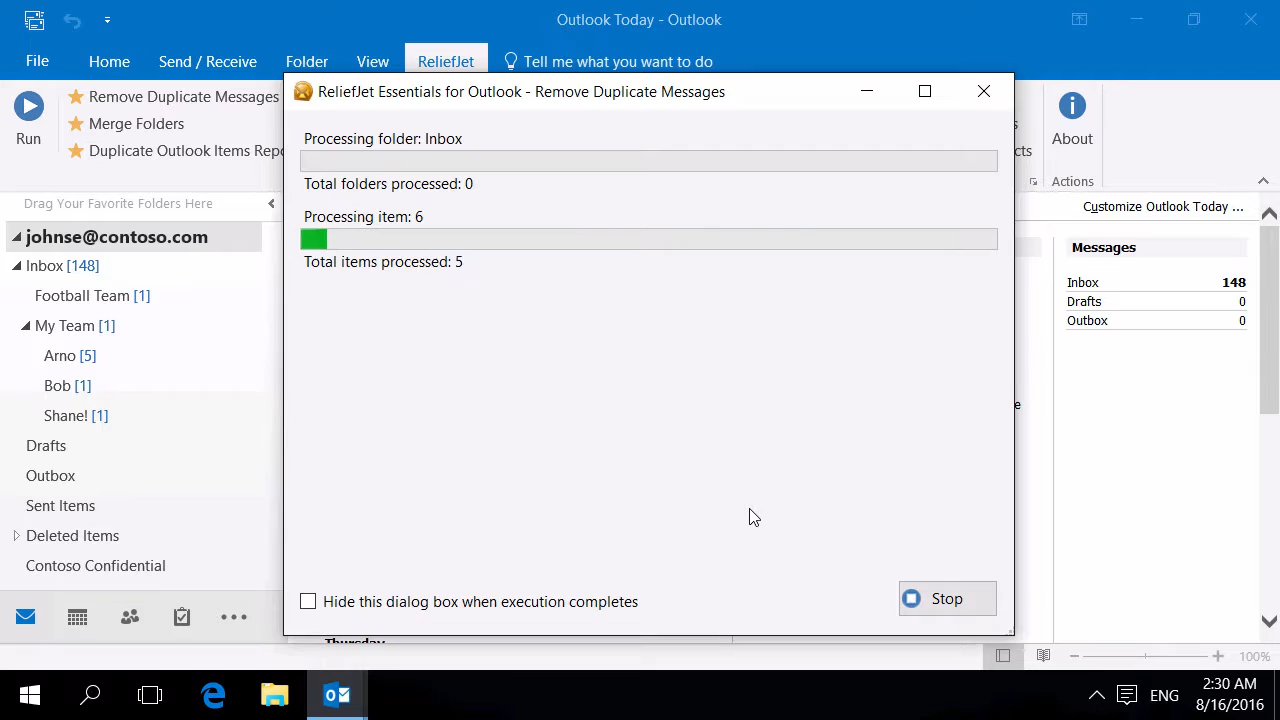 Outlook Today - Outlook
File Home Send / Receive Folder View ReliefJet Tell me what you want to do
Run
Remove Duplicate Messages
Merge Folders
Duplicate Outlook Items Repo
cts
About
Actions
ReliefJet Essentials for Outlook - Remove Duplicate Messages
Processing folder: Inbox
Total folders processed: 0
Processing item: 6
Total items processed: 5
Hide this dialog box when execution completes
Stop
Drag Your Favorite Folders Here
johnse@contoso.com
Inbox [148]
Football Team [1]
My Team [1]
Arno [5]
Bob [1]
Shane! [1]
Drafts
Outbox
Sent Items
Deleted Items
Contoso Confidential
Customize Outlook Today ...
Messages
Inbox 148
Drafts 0
Outbox 0
Thursday
100%
ENG
2:30 AM
8/16/2016